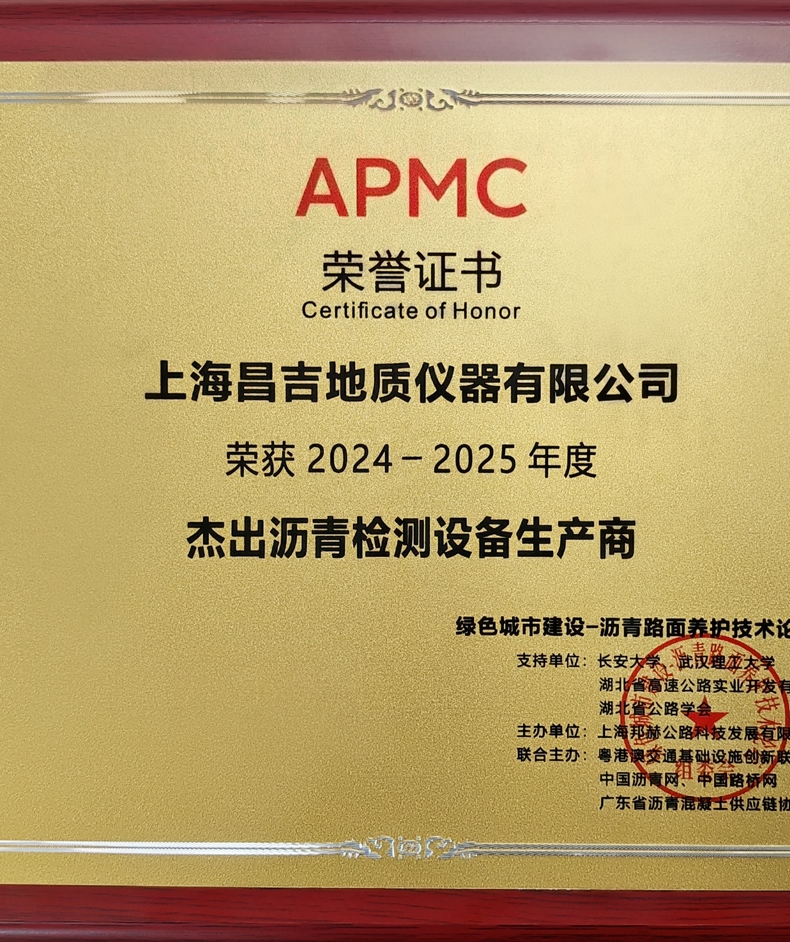 APMC
荣誉证书
Certificate of Honor
上海昌吉地质仪器有限公司
荣获 2024－2025 年度
杰出沥青检测设备生产商
绿色城市建设-沥青路面养护技术论
支持单位：长安大学、武汉理工大学
湖北省高速公路实业开发有
湖北省公路学会
主办单位：上海邦赫公路科技发展有限
联合主办：粤港澳交通基础设施创新联
中国沥青网、中国路桥网
广东省沥青混凝土供应链协
组委会